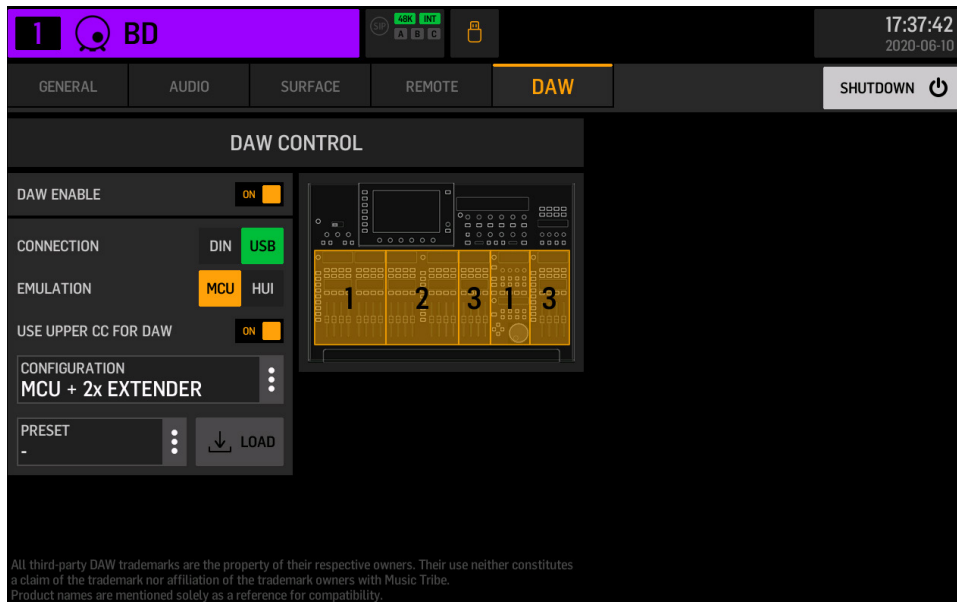 1 BD
SIP 48K INT
A B C
17:37:42
2020-06-10
GENERAL AUDIO SURFACE REMOTE DAW
SHUTDOWN
DAW CONTROL
DAW ENABLE ON
CONNECTION DIN USB
EMULATION MCU HUI
USE UPPER CC FOR DAW ON
CONFIGURATION
MCU + 2x EXTENDER
PRESET
-
LOAD
1 2 3 1 3
All third-party DAW trademarks are the property of their respective owners. Their use neither constitutes
a claim of the trademark nor affiliation of the trademark owners with Music Tribe.
Product names are mentioned solely as a reference for compatibility.